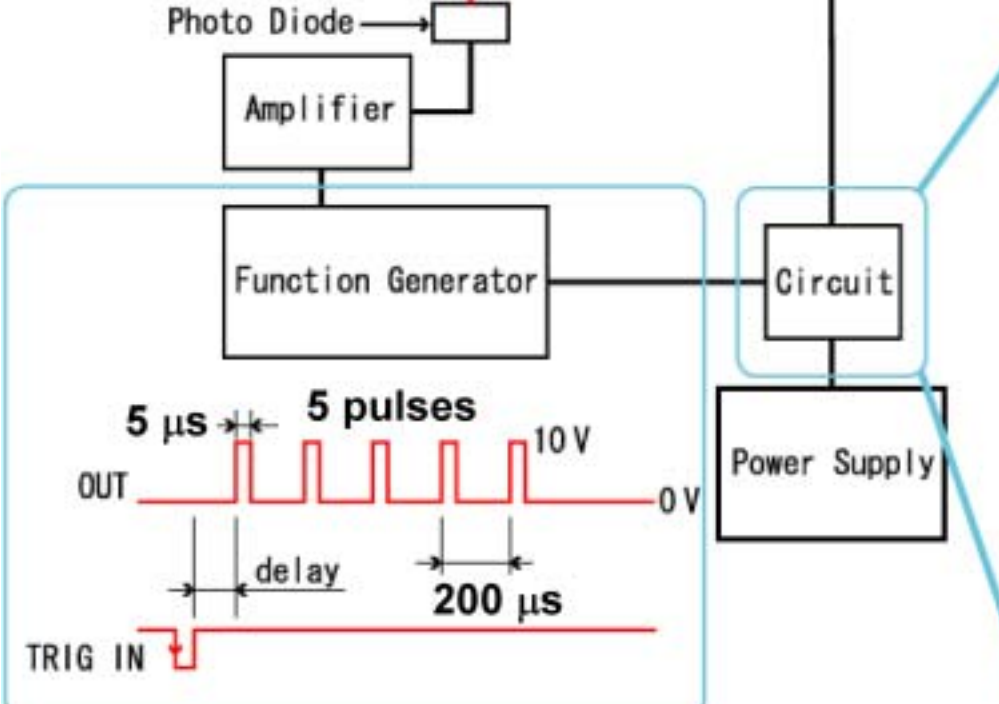 Photo Diode
Amplifier
Function Generator
Circuit
Power Supply
5 μs
5 pulses
10 V
OUT
0 V
delay
200 μs
TRIG IN